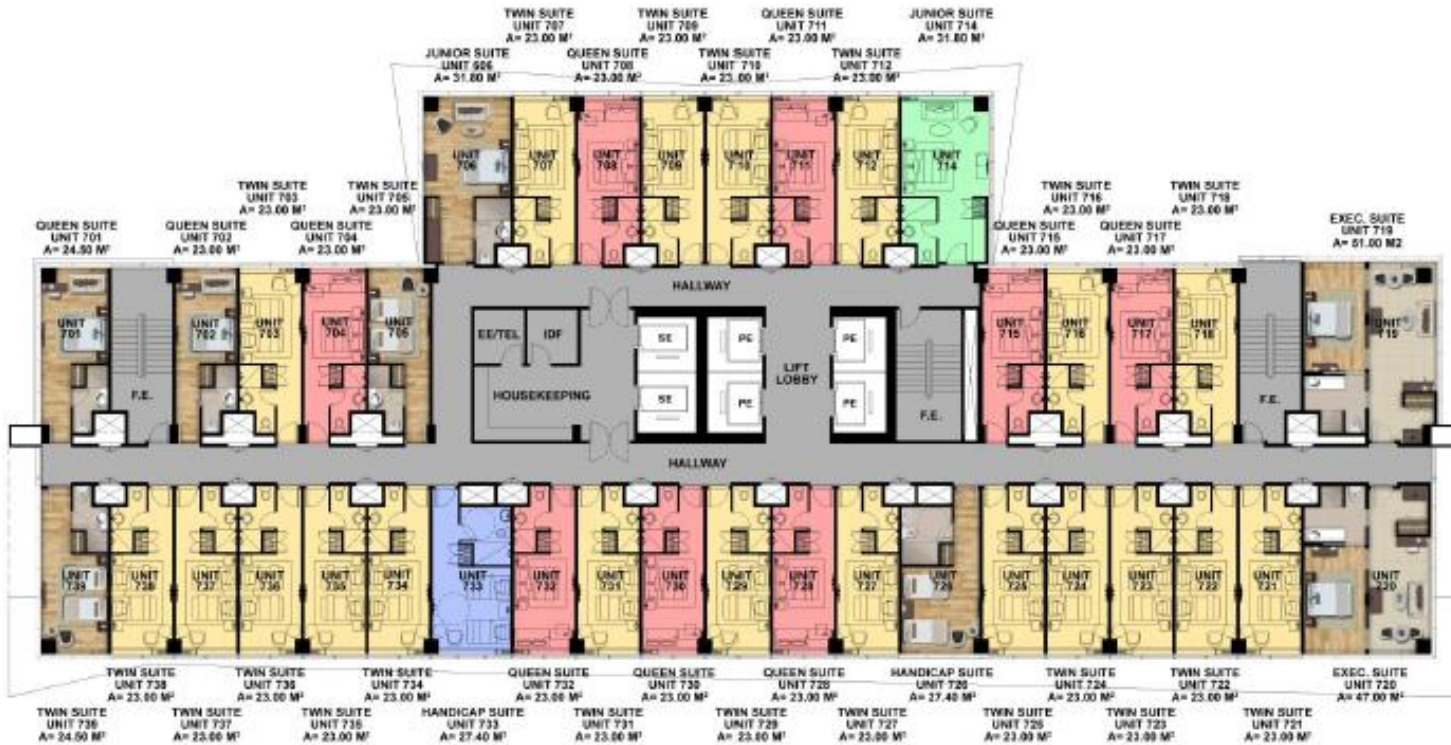 TWIN SUITE
UNIT 707
A= 23.00 M²
TWIN SUITE
UNIT 709
A= 23.00 M²
QUEEN SUITE
UNIT 711
A= 23.00 M²
JUNIOR SUITE
UNIT 714
A= 31.80 M²
JUNIOR SUITE
UNIT 606
A= 31.80 M²
QUEEN SUITE
UNIT 708
A= 23.00 M²
TWIN SUITE
UNIT 710
A= 23.00 M²
TWIN SUITE
UNIT 712
A= 23.00 M²
UNIT
706
UNIT
707
UNIT
708
UNIT
709
UNIT
710
UNIT
711
UNIT
712
UNIT
714
TWIN SUITE
UNIT 703
A= 23.00 M²
TWIN SUITE
UNIT 705
A= 23.00 M²
TWIN SUITE
UNIT 716
A= 23.00 M²
TWIN SUITE
UNIT 718
A= 23.00 M²
QUEEN SUITE
UNIT 701
A= 24.50 M²
QUEEN SUITE
UNIT 702
A= 23.00 M²
QUEEN SUITE
UNIT 704
A= 23.00 M²
QUEEN SUITE
UNIT 715
A= 23.00 M²
QUEEN SUITE
UNIT 717
A= 23.00 M²
EXEC. SUITE
UNIT 719
A= 51.00 M2
HALLWAY
UNIT
701
UNIT
702
UNIT
703
UNIT
704
UNIT
705
EE/TEL
IDF
SE
PE
PE
LIFT
LOBBY
HOUSEKEEPING
SE
PE
PE
F.E.
F.E.
F.E.
UNIT
715
UNIT
716
UNIT
717
UNIT
718
UNIT
719
HALLWAY
UNIT
739
UNIT
738
UNIT
737
UNIT
736
UNIT
735
UNIT
734
UNIT
733
UNIT
732
UNIT
731
UNIT
730
UNIT
729
UNIT
728
UNIT
727
UNIT
726
UNIT
725
UNIT
724
UNIT
723
UNIT
722
UNIT
721
UNIT
720
TWIN SUITE
UNIT 738
A= 23.00 M²
TWIN SUITE
UNIT 736
A= 23.00 M²
TWIN SUITE
UNIT 734
A= 23.00 M²
QUEEN SUITE
UNIT 732
A= 23.00 M²
QUEEN SUITE
UNIT 730
A= 23.00 M²
QUEEN SUITE
UNIT 728
A= 23.00 M²
HANDICAP SUITE
UNIT 726
A= 27.40 M²
TWIN SUITE
UNIT 724
A= 23.00 M²
TWIN SUITE
UNIT 722
A= 23.00 M²
EXEC. SUITE
UNIT 720
A= 47.00 M²
TWIN SUITE
UNIT 739
A= 24.50 M²
TWIN SUITE
UNIT 737
A= 23.00 M²
TWIN SUITE
UNIT 735
A= 23.00 M²
HANDICAP SUITE
UNIT 733
A= 27.40 M²
TWIN SUITE
UNIT 731
A= 23.00 M²
TWIN SUITE
UNIT 729
A= 23.00 M²
TWIN SUITE
UNIT 727
A= 23.00 M²
TWIN SUITE
UNIT 725
A= 23.00 M²
TWIN SUITE
UNIT 723
A= 23.00 M²
TWIN SUITE
UNIT 721
A= 23.00 M²